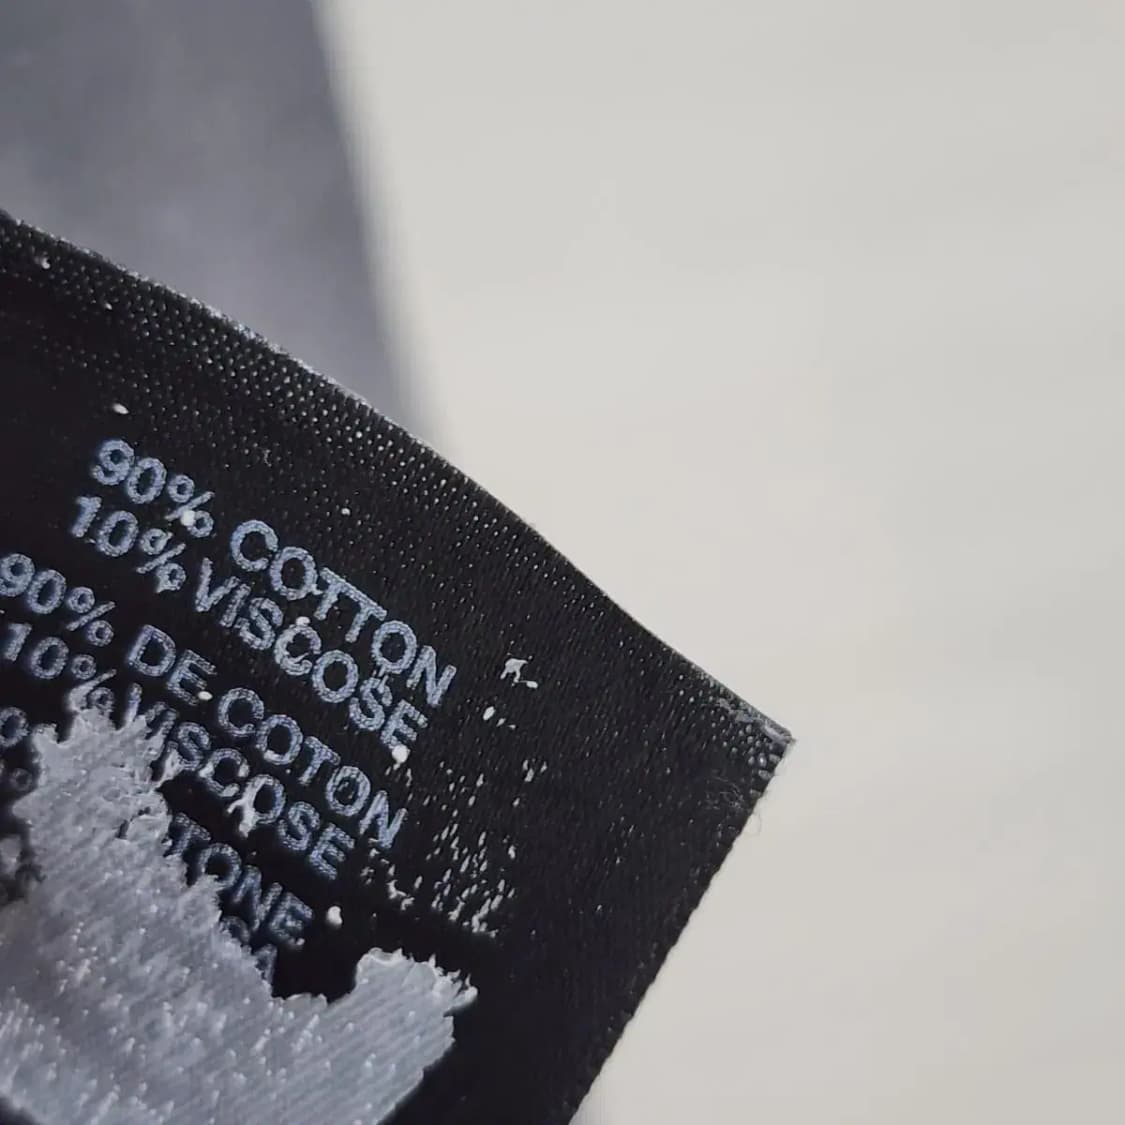 90% COTTON
10% VISCOSE
90% DE COTON
10% VISCOSE